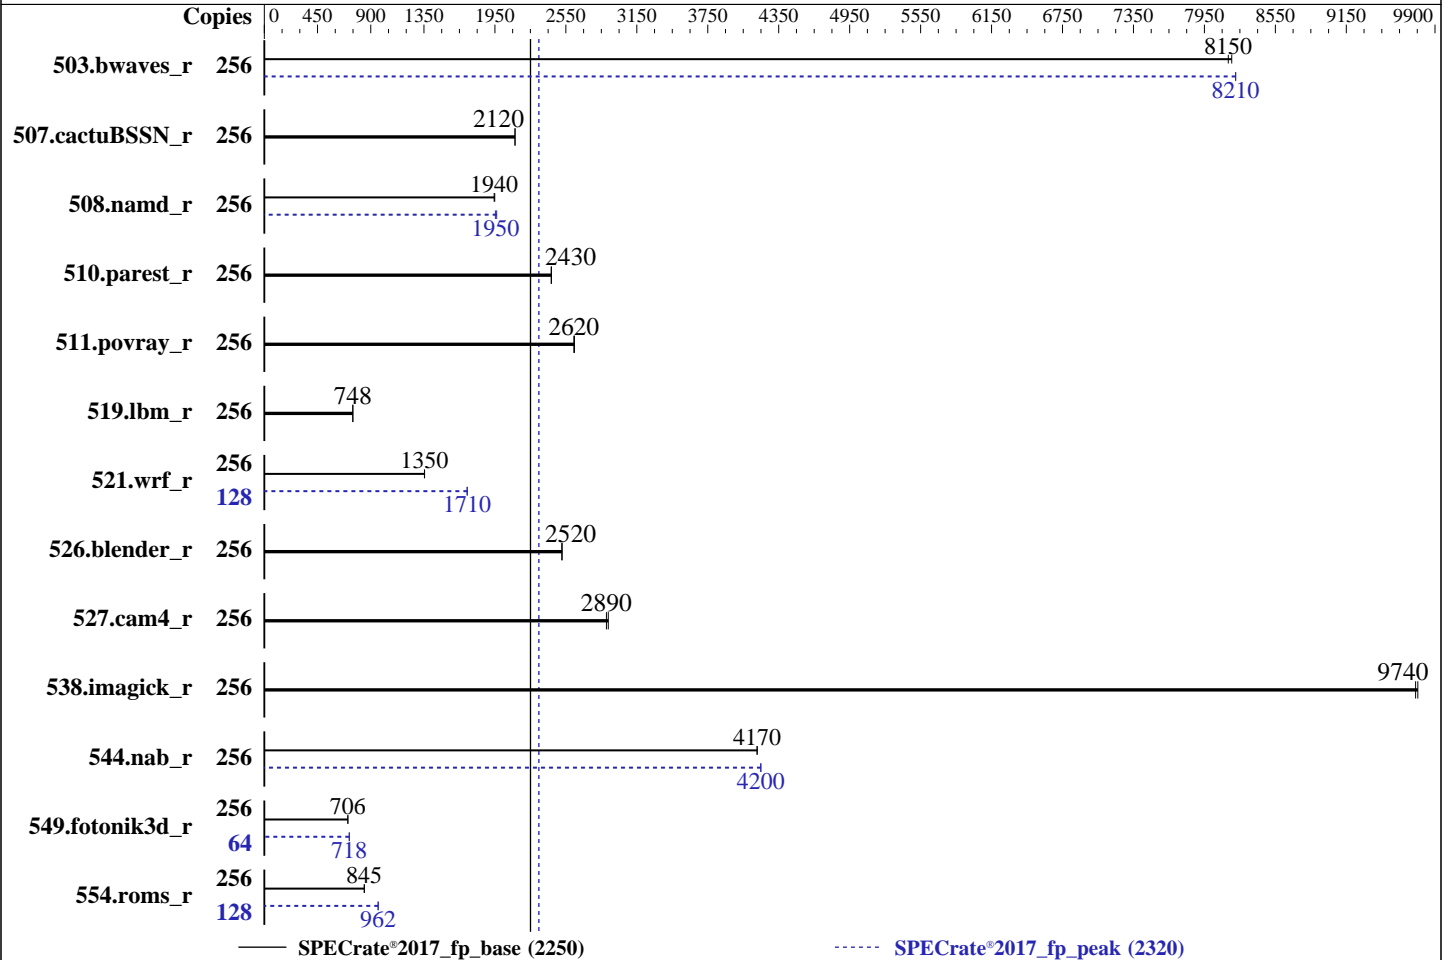 Copies 0 450 900 1350 1950 2550 3150 3750 4350 4950 5550 6150 6750 7350 7950 8550 9150 9900
503.bwaves_r 256 8150
8210
507.cactuBSSN_r 256 2120
508.namd_r 256 1940
1950
510.parest_r 256 2430
511.povray_r 256 2620
519.lbm_r 256 748
521.wrf_r 256 1350
128 1710
526.blender_r 256 2520
527.cam4_r 256 2890
538.imagick_r 256 9740
544.nab_r 256 4170
4200
549.fotonik3d_r 256 706
64 718
554.roms_r 256 845
128 962
SPECrate®2017_fp_base (2250) SPECrate®2017_fp_peak (2320)